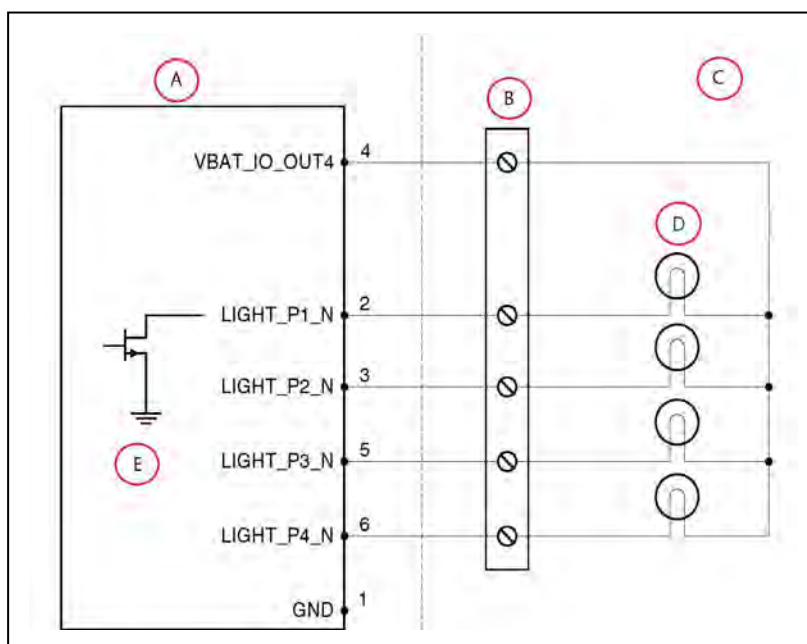 A
B
C
VBAT_IO_OUT4 4
D
LIGHT_P1_N 2
LIGHT_P2_N 3
E
LIGHT_P3_N 5
LIGHT_P4_N 6
GND 1